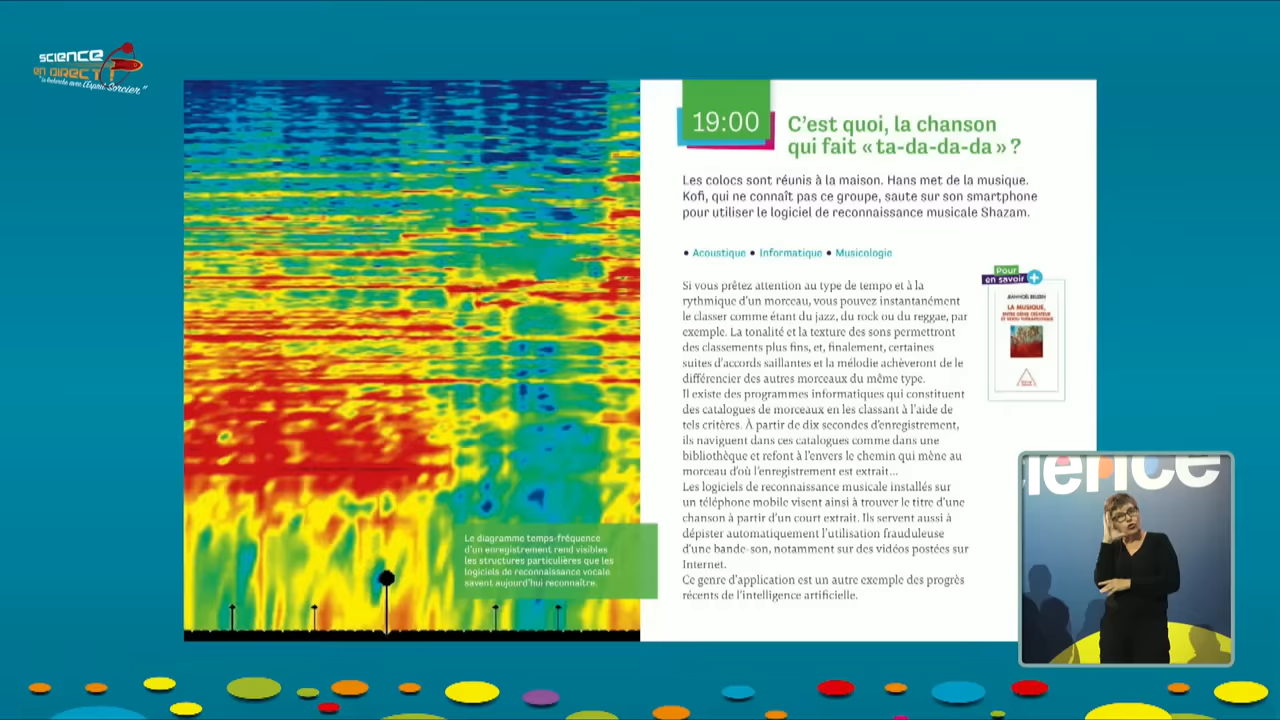 SCIENCE
EN DIRECT !
"la Recherche avec L'Esprit Sorcier"
19:00
C'est quoi, la chanson
qui fait « ta-da-da-da » ?
Les colocs sont réunis à la maison. Hans met de la musique.
Kofi, qui ne connaît pas ce groupe, saute sur son smartphone
pour utiliser le logiciel de reconnaissance musicale Shazam.
• Acoustique • Informatique • Musicologie
Si vous prêtez attention au type de tempo et à la
rythmique d'un morceau, vous pouvez instantanément
le classer comme étant du jazz, du rock ou du reggae, par
exemple. La tonalité et la texture des sons permettront
des classements plus fins, et, finalement, certaines
suites d'accords saillantes et la mélodie achèveront de le
différencier des autres morceaux du même type.
Il existe des programmes informatiques qui constituent
des catalogues de morceaux en les classant à l'aide de
tels critères. À partir de dix secondes d'enregistrement,
ils naviguent dans ces catalogues comme dans une
bibliothèque et refont à l'envers le chemin qui mène au
morceau d'où l'enregistrement est extrait...
Les logiciels de reconnaissance musicale installés sur
un téléphone mobile visent ainsi à trouver le titre d'une
chanson à partir d'un court extrait. Ils servent aussi à
dépister automatiquement l'utilisation frauduleuse
d'une bande-son, notamment sur des vidéos postées sur
Internet.
Ce genre d'application est un autre exemple des progrès
récents de l'intelligence artificielle.
Pour
en savoir +
LA MUSIQUE,
ENTRE GÉNIE CRÉATEUR
ET VERTU THÉRAPEUTIQUE
Le diagramme temps-fréquence
d'un enregistrement rend visibles
les structures particulières que les
logiciels de reconnaissance vocale
savent aujourd'hui reconnaître.
ience